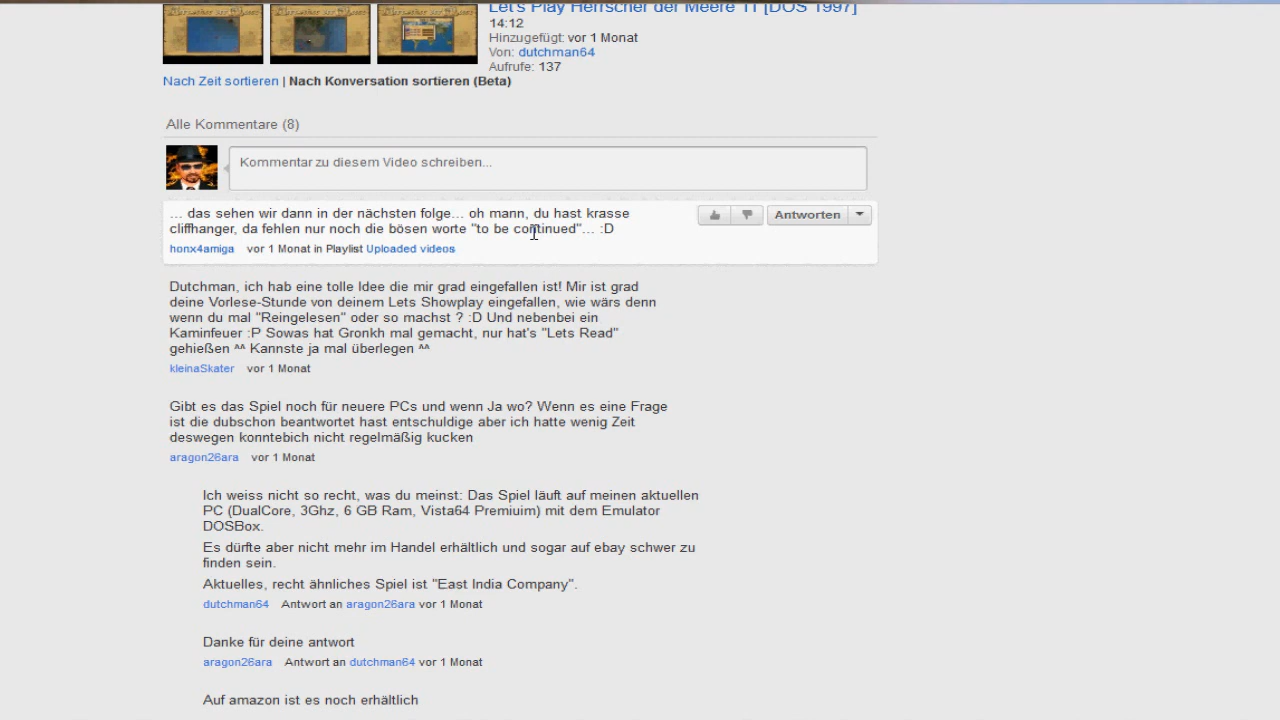 Let's Play Herrscher der Meere 11 [DOS 1997]
14:12
Hinzugefügt: vor 1 Monat
Von: dutchman64
Aufrufe: 137
Nach Zeit sortieren | Nach Konversation sortieren (Beta)
Alle Kommentare (8)
Kommentar zu diesem Video schreiben...
... das sehen wir dann in der nächsten folge... oh mann, du hast krasse
cliffhanger, da fehlen nur noch die bösen worte "to be continued"... :D
Antworten
honx4amiga vor 1 Monat in Playlist Uploaded videos
Dutchman, ich hab eine tolle Idee die mir grad eingefallen ist! Mir ist grad
deine Vorlese-Stunde von deinem Lets Showplay eingefallen, wie wärs denn
wenn du mal "Reingelesen" oder so machst ? :D Und nebenbei ein
Kaminfeuer :P Sowas hat Gronkh mal gemacht, nur hat's "Lets Read"
gehießen ^^ Kannste ja mal überlegen ^^
kleinaSkater vor 1 Monat
Gibt es das Spiel noch für neuere PCs und wenn Ja wo? Wenn es eine Frage
ist die dubschon beantwortet hast entschuldige aber ich hatte wenig Zeit
deswegen konntebich nicht regelmäßig kucken
aragon26ara vor 1 Monat
Ich weiss nicht so recht, was du meinst: Das Spiel läuft auf meinen aktuellen
PC (DualCore, 3Ghz, 6 GB Ram, Vista64 Premiuim) mit dem Emulator
DOSBox.
Es dürfte aber nicht mehr im Handel erhältlich und sogar auf ebay schwer zu
finden sein.
Aktuelles, recht ähnliches Spiel ist "East India Company".
dutchman64 Antwort an aragon26ara vor 1 Monat
Danke für deine antwort
aragon26ara Antwort an dutchman64 vor 1 Monat
Auf amazon ist es noch erhältlich